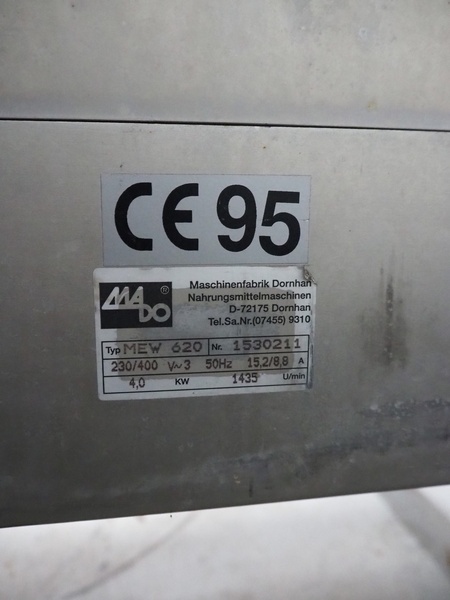 CE 95
MADO
Maschinenfabrik Dornhan
Nahrungsmittelmaschinen
D-72175 Dornhan
Tel.Sa.Nr.(07455) 9310
Typ MEW 620 Nr. 1530211
230/400 V~3 50Hz 15,2/8,8 A
4,0 KW 1435 U/min